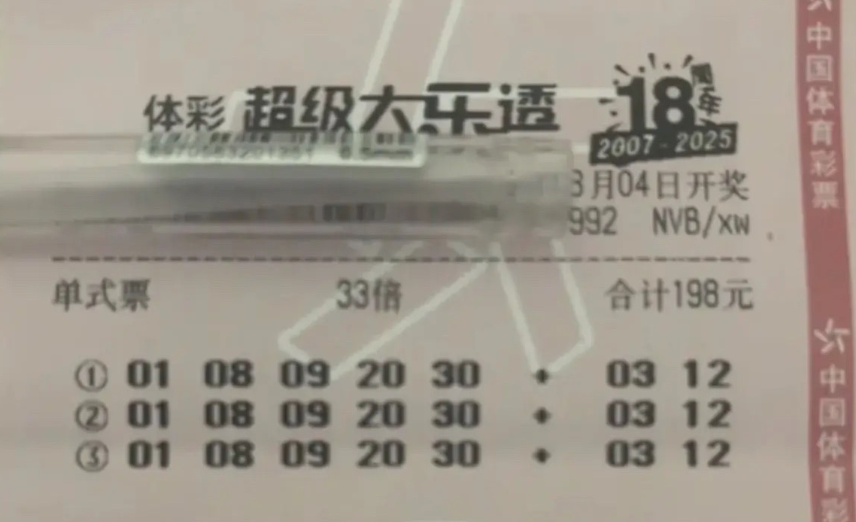 体彩 超级大乐透
18周年
2007-2025
0.5mm
月04日开奖
992 NVB/xw
单式票 33倍 合计198元
① 01 08 09 20 30 + 03 12
② 01 08 09 20 30 + 03 12
③ 01 08 09 20 30 + 03 12
中国体育彩票
中国体育彩